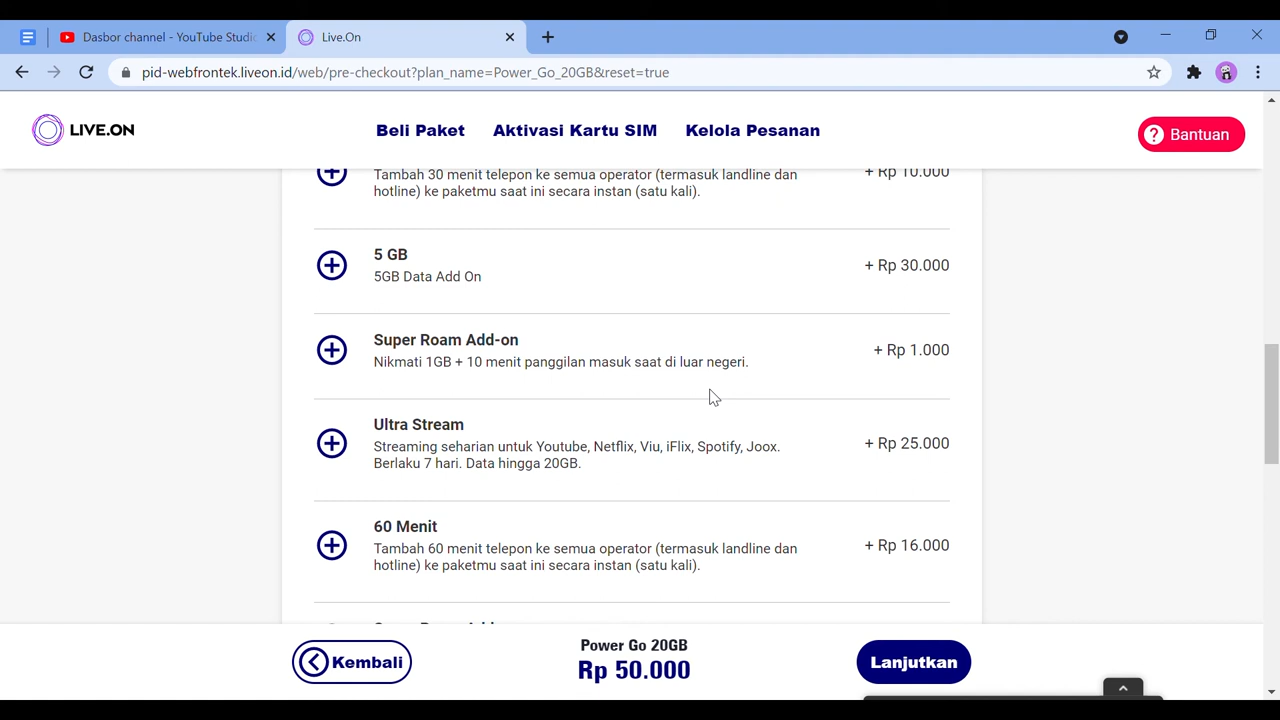 Dasbor channel - YouTube Studio
Live.On
pid-webfrontek.liveon.id/web/pre-checkout?plan_name=Power_Go_20GB&reset=true
LIVE.ON
Beli Paket
Aktivasi Kartu SIM
Kelola Pesanan
? Bantuan
Tambah 30 menit telepon ke semua operator (termasuk landline dan
hotline) ke paketmu saat ini secara instan (satu kali).
+ Rp 10.000
5 GB
5GB Data Add On
+ Rp 30.000
Super Roam Add-on
Nikmati 1GB + 10 menit panggilan masuk saat di luar negeri.
+ Rp 1.000
Ultra Stream
Streaming seharian untuk Youtube, Netflix, Viu, iFlix, Spotify, Joox.
Berlaku 7 hari. Data hingga 20GB.
+ Rp 25.000
60 Menit
Tambah 60 menit telepon ke semua operator (termasuk landline dan
hotline) ke paketmu saat ini secara instan (satu kali).
+ Rp 16.000
Kembali
Power Go 20GB
Rp 50.000
Lanjutkan